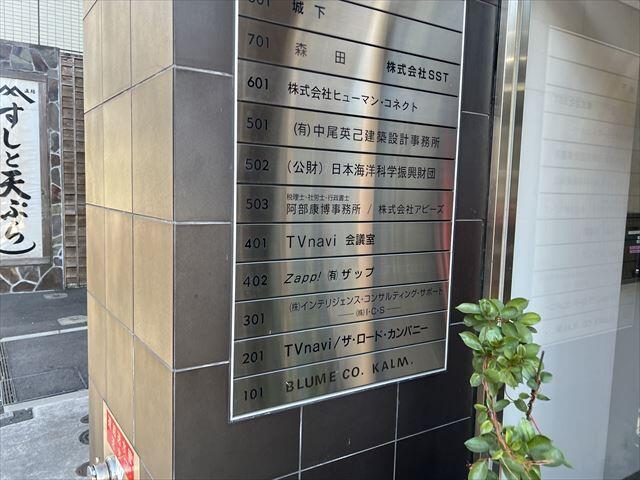 801 城 下
701 森 田 株式会社SST
601 株式会社ヒューマン・コネクト
501 (有)中尾英己建築設計事務所
502 (公財)日本海洋科学振興財団
税理士・社労士・行政書士
503 阿部康博事務所 / 株式会社アビーズ
401 TVnavi 会議室
402 Zapp! (有) ザップ
(株)インテリジェンス・コンサルティング・サポート
301 (株)I・C・S
201 TVnavi/ザ・ロード・カンパニー
101 BLUME CO. KALM.
すしと天ぷら